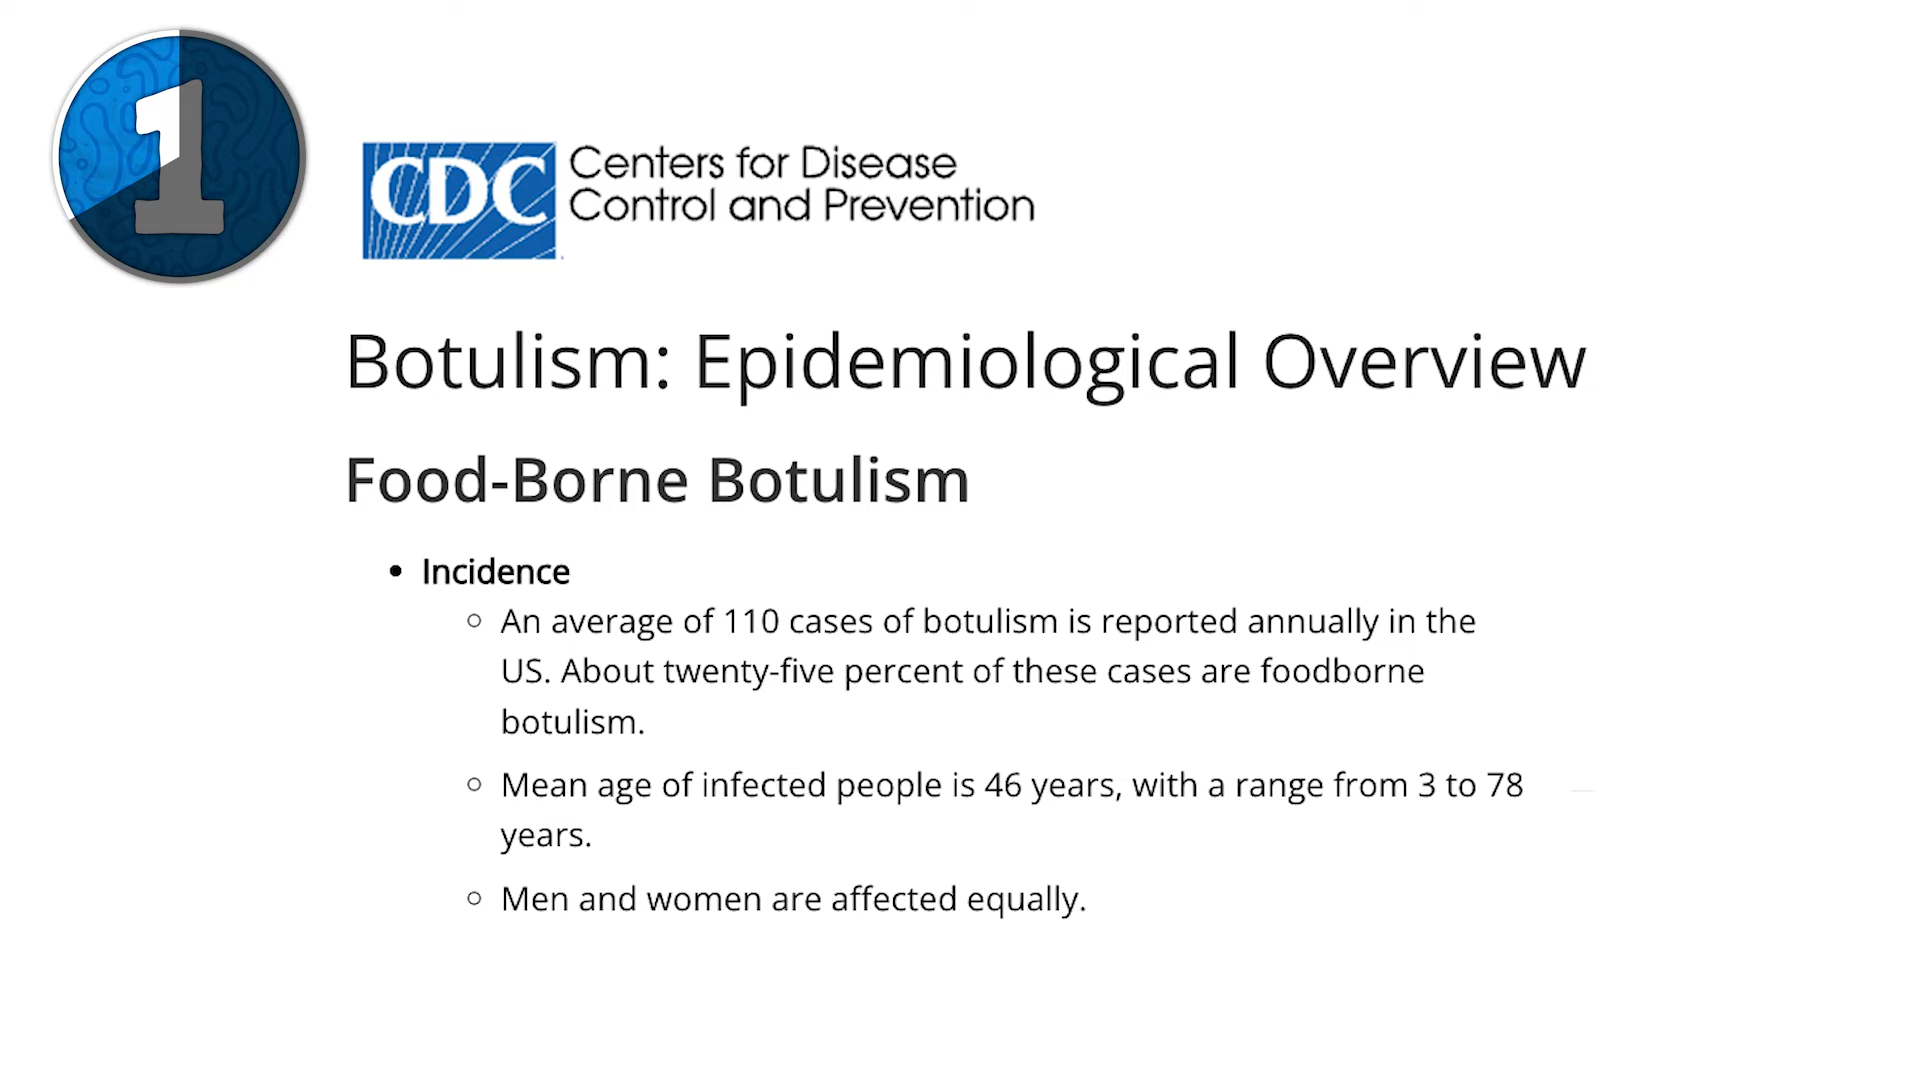 1
CDC Centers for Disease
Control and Prevention
Botulism: Epidemiological Overview
Food-Borne Botulism
• Incidence
○ An average of 110 cases of botulism is reported annually in the
US. About twenty-five percent of these cases are foodborne
botulism.
○ Mean age of infected people is 46 years, with a range from 3 to 78
years.
○ Men and women are affected equally.